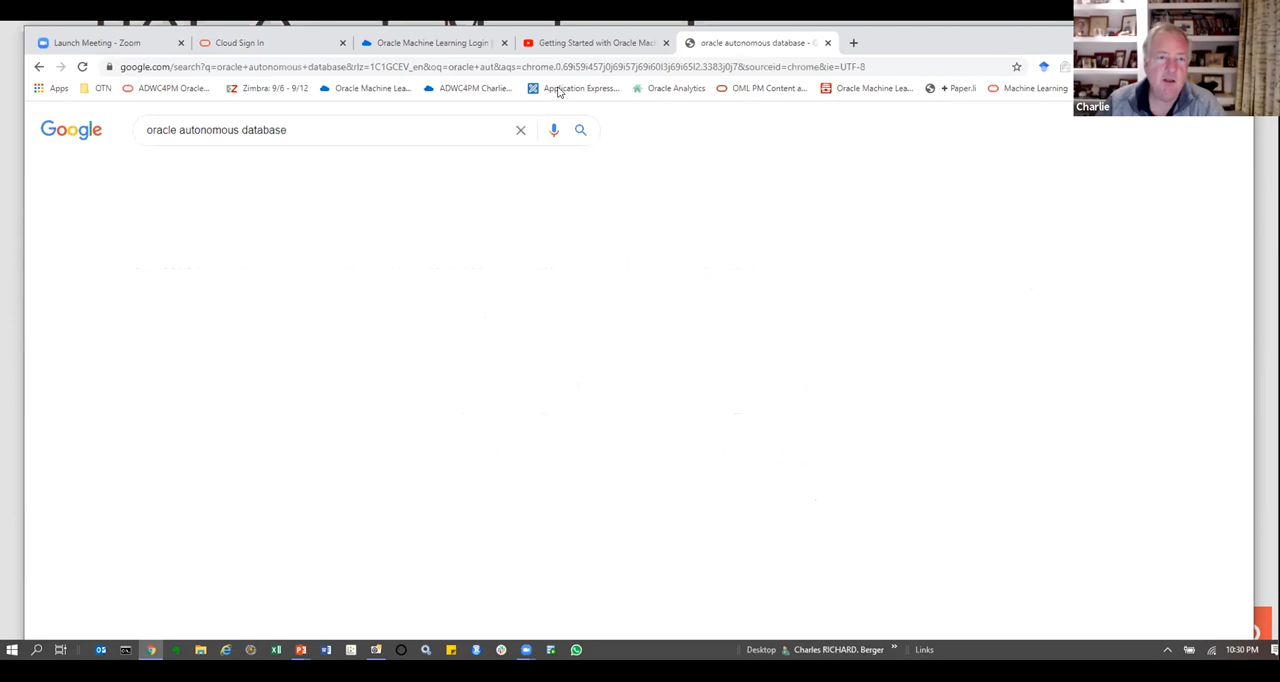 Launch Meeting - Zoom
Cloud Sign In
Oracle Machine Learning Login
Getting Started with Oracle Mac
oracle autonomous database - G
google.com/search?q=oracle+autonomous+database&rlz=1C1GCEV_en&oq=oracle+aut&aqs=chrome.0.69i59i457j0j69i57j69i60l3j69i65l2.3383j0j7&sourceid=chrome&ie=UTF-8
Apps
OTN
ADWC4PM Oracle...
Zimbra: 9/6 - 9/12
Oracle Machine Lea...
ADWC4PM Charlie...
Application Express...
Oracle Analytics
OML PM Content a...
Oracle Machine Lea...
+ Paper.li
Machine Learning
Charlie
Google
oracle autonomous database
Desktop
Charles RICHARD. Berger
Links
10:30 PM